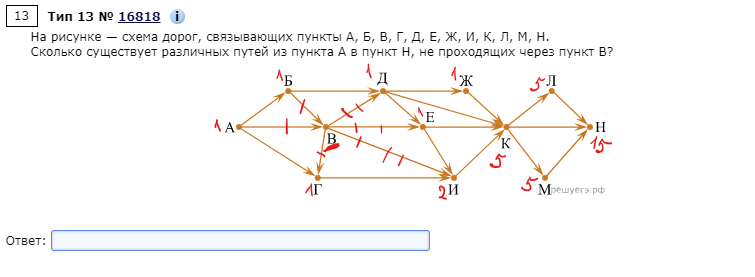 13 Тип 13 № 16818 i
На рисунке — схема дорог, связывающих пункты А, Б, В, Г, Д, Е, Ж, И, К, Л, М, Н.
Сколько существует различных путей из пункта А в пункт Н, не проходящих через пункт В?
1 Б
1 Д
1 Ж
5 Л
1 А
В
1 Е
К
5
Н
15
1 Г
2 И
5 М
решуегэ.рф
Ответ: